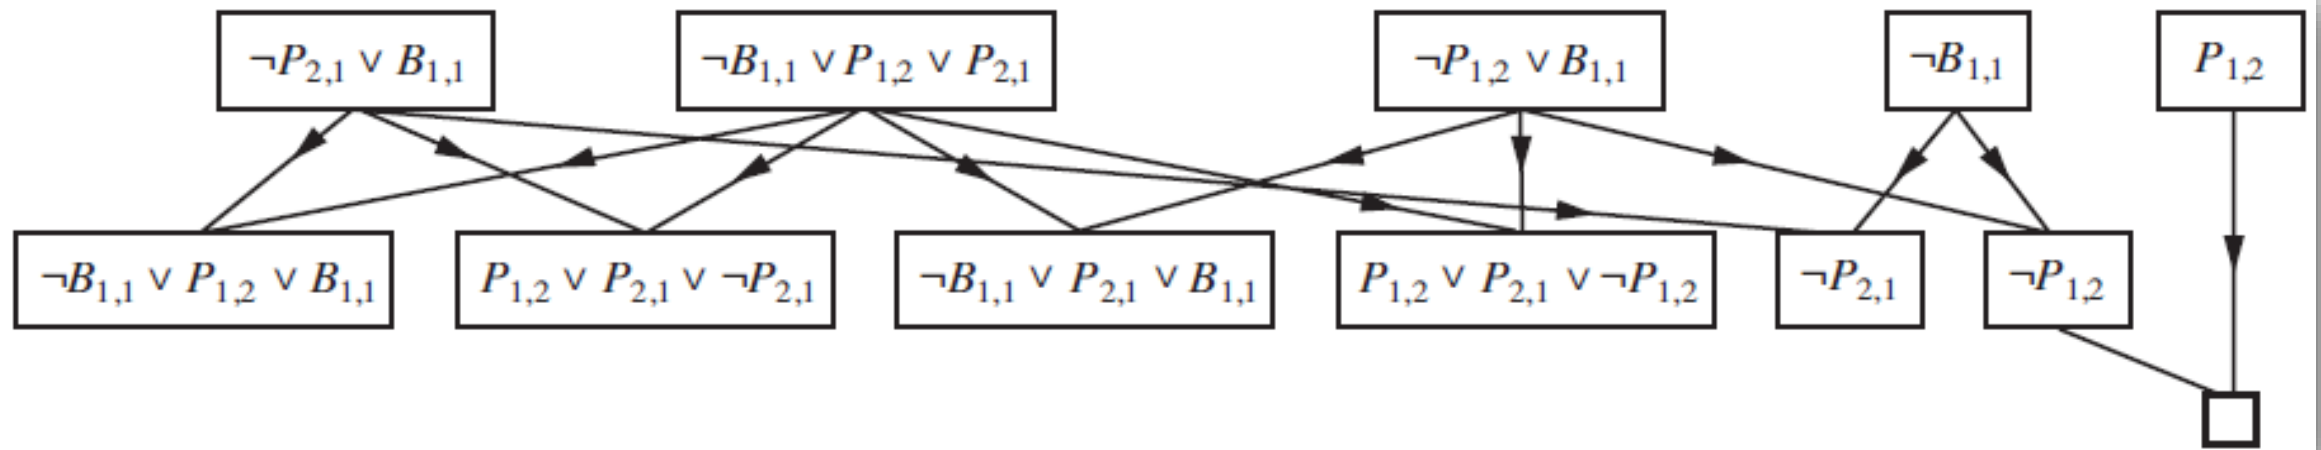 ¬P2,1 ∨ B1,1
¬B1,1 ∨ P1,2 ∨ P2,1
¬P1,2 ∨ B1,1
¬B1,1
P1,2
¬B1,1 ∨ P1,2 ∨ B1,1
P1,2 ∨ P2,1 ∨ ¬P2,1
¬B1,1 ∨ P2,1 ∨ B1,1
P1,2 ∨ P2,1 ∨ ¬P1,2
¬P2,1
¬P1,2